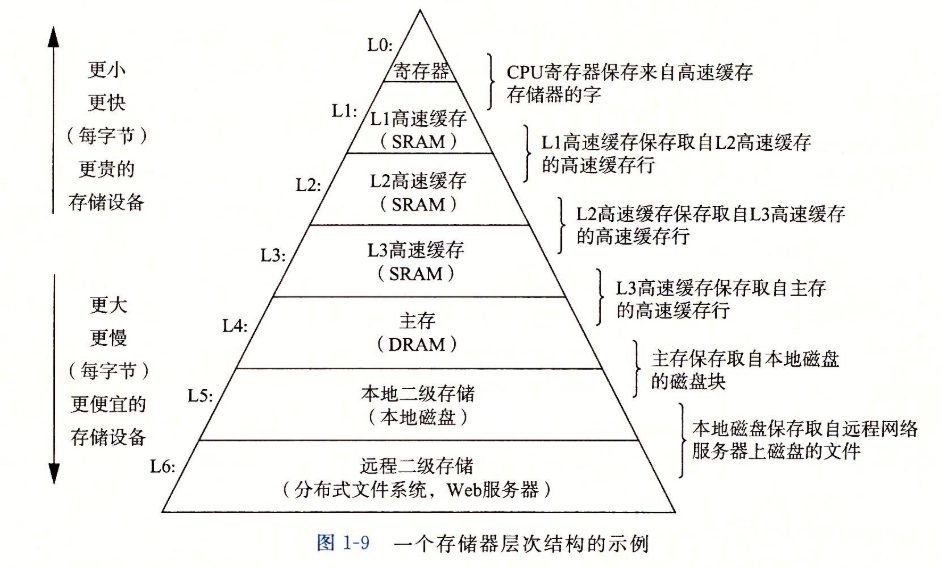 更小
更快
（每字节）
更贵的
存储设备
更大
更慢
（每字节）
更便宜的
存储设备
L0:
寄存器
L1:
L1高速缓存
（SRAM）
L2:
L2高速缓存
（SRAM）
L3:
L3高速缓存
（SRAM）
L4:
主存
（DRAM）
L5:
本地二级存储
（本地磁盘）
L6:
远程二级存储
（分布式文件系统，Web服务器）
CPU寄存器保存来自高速缓存
存储器的字
L1高速缓存保存取自L2高速缓存
的高速缓存行
L2高速缓存保存取自L3高速缓存
的高速缓存行
L3高速缓存保存取自主存
的高速缓存行
主存保存取自本地磁盘
的磁盘块
本地磁盘保存取自远程网络
服务器上磁盘的文件
图 1-9 一个存储器层次结构的示例